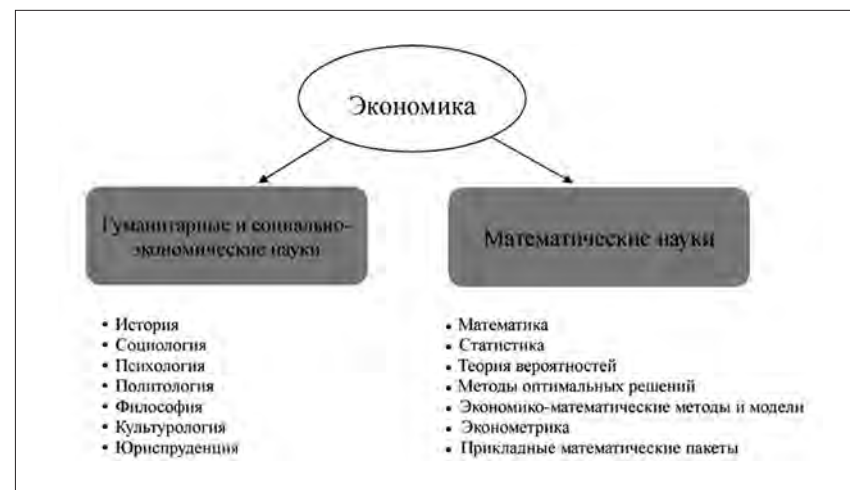 Экономика
Гуманитарные и социально-
экономические науки
Математические науки
• История
• Социология
• Психология
• Политология
• Философия
• Культурология
• Юриспруденция
• Математика
• Статистика
• Теория вероятностей
• Методы оптимальных решений
• Экономико-математические методы и модели
• Эконометрика
• Прикладные математические пакеты